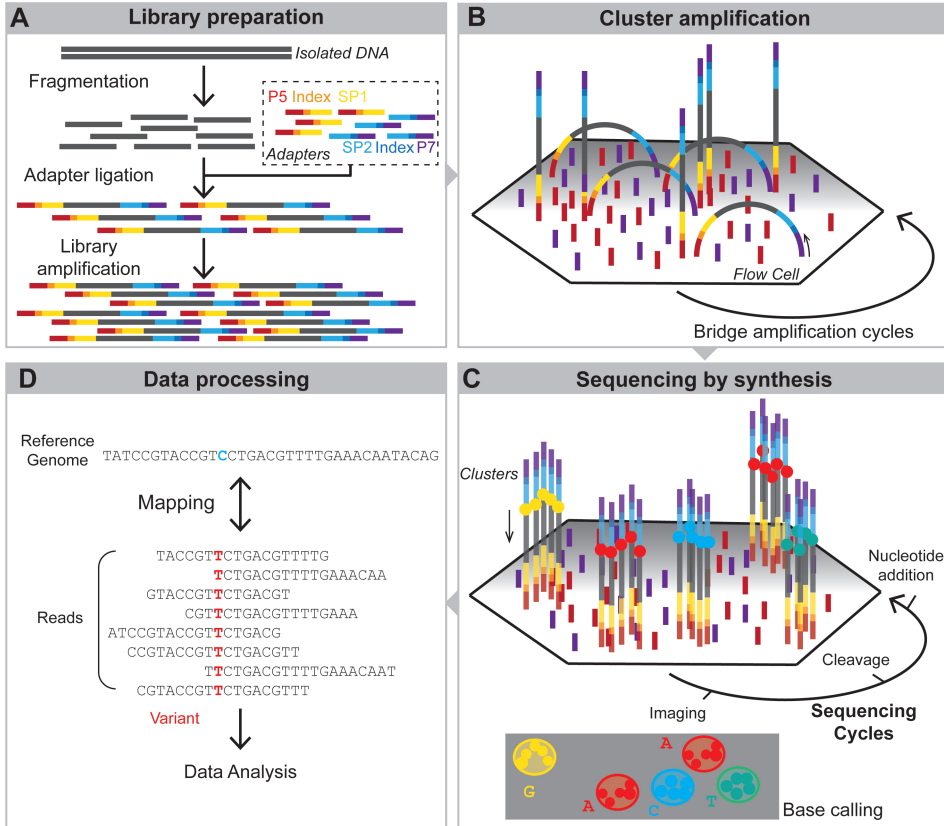 A Library preparation
Isolated DNA
Fragmentation
P5 Index SP1
SP2 Index P7
Adapters
Adapter ligation
Library
amplification
B Cluster amplification
Flow Cell
Bridge amplification cycles
C Sequencing by synthesis
Clusters
Nucleotide
addition
Cleavage
Imaging
Sequencing
Cycles
A
G
A
C
T
Base calling
D Data processing
Reference
Genome
TATCCGTACCGTCCTGACGTTTTGAAACAATACAG
Mapping
Reads
TACCGTTCTGACGTTTTG
TCTGACGTTTTGAAACAA
GTACCGTTCTGACGT
CGTTCTGACGTTTTGAAA
ATCCGTACCGTTCTGACG
CCGTACCGTTCTGACGTT
TTCTGACGTTTTGAAACAAT
CGTACCGTTCTGACGTTT
Variant
Data Analysis